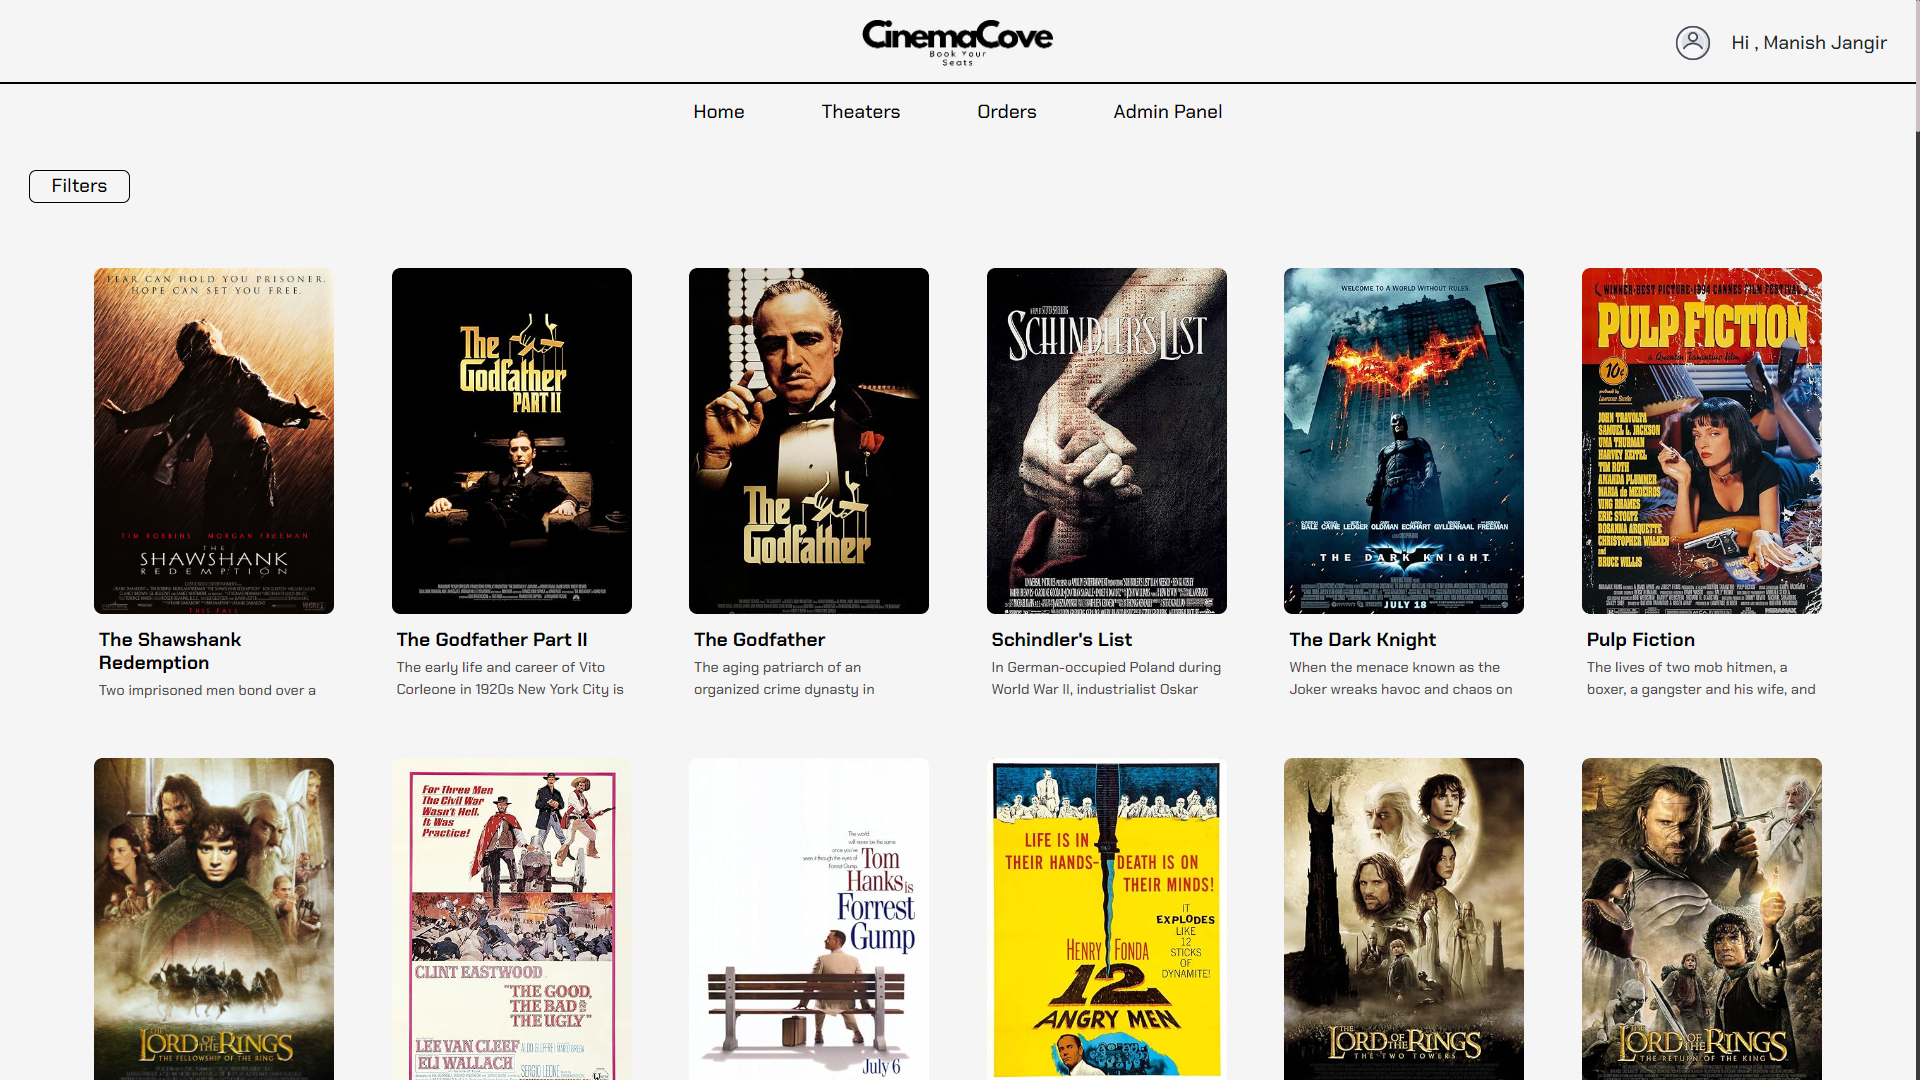 CinemaCove
Book Your
Seats
Hi , Manish Jangir
Home
Theaters
Orders
Admin Panel
Filters
FEAR CAN HOLD YOU PRISONER.
HOPE CAN SET YOU FREE.
TIM ROBBINS MORGAN FREEMAN
THE
SHAWSHANK
REDEMPTION
THIS FALL
The Shawshank
Redemption
Two imprisoned men bond over a
The
Godfather
PART II
The Godfather Part II
The early life and career of Vito
Corleone in 1920s New York City is
The
Godfather
The Godfather
The aging patriarch of an
organized crime dynasty in
SCHINDLER'S LIST
Schindler's List
In German-occupied Poland during
World War II, industrialist Oskar
WELCOME TO A WORLD WITHOUT RULES.
BALE CAINE LEDGER OLDMAN ECKHART GYLLENHAAL FREEMAN
THE DARK KNIGHT
JULY 18
The Dark Knight
When the menace known as the
Joker wreaks havoc and chaos on
WINNER-BEST PICTURE-1994 CANNES FILM FESTIVAL
PULP FICTION
a Quentin Tarantino film
10¢
JOHN TRAVOLTA
SAMUEL L. JACKSON
UMA THURMAN
HARVEY KEITEL
TIM ROTH
AMANDA PLUMMER
MARIA de MEDEIROS
VING RHAMES
ERIC STOLTZ
ROSANNA ARQUETTE
CHRISTOPHER WALKEN
and
BRUCE WILLIS
MIRAMAX
Pulp Fiction
The lives of two mob hitmen, a
boxer, a gangster and his wife, and
THE
LORD OF THE RINGS
THE FELLOWSHIP OF THE RING
For Three Men
The Civil War
Wasn't Hell.
It Was
Practice!
CLINT EASTWOOD
"THE GOOD,
THE BAD &
THE UGLY"
LEE VAN CLEEF
ELI WALLACH
ALDO GIUFFRE MARIO BREGA
SERGIO LEONE
The world
will never be the same
once you've
seen it through the eyes of
Forrest Gump.
Tom
Hanks is
Forrest
Gump
July 6
LIFE IS IN
THEIR HANDS-
DEATH IS ON
THEIR MINDS!
IT
EXPLODES
LIKE
12
STICKS
OF
DYNAMITE!
HENRY FONDA
12
ANGRY MEN
THE
LORD OF THE RINGS
THE TWO TOWERS
THE
LORD OF THE RINGS
THE RETURN OF THE KING